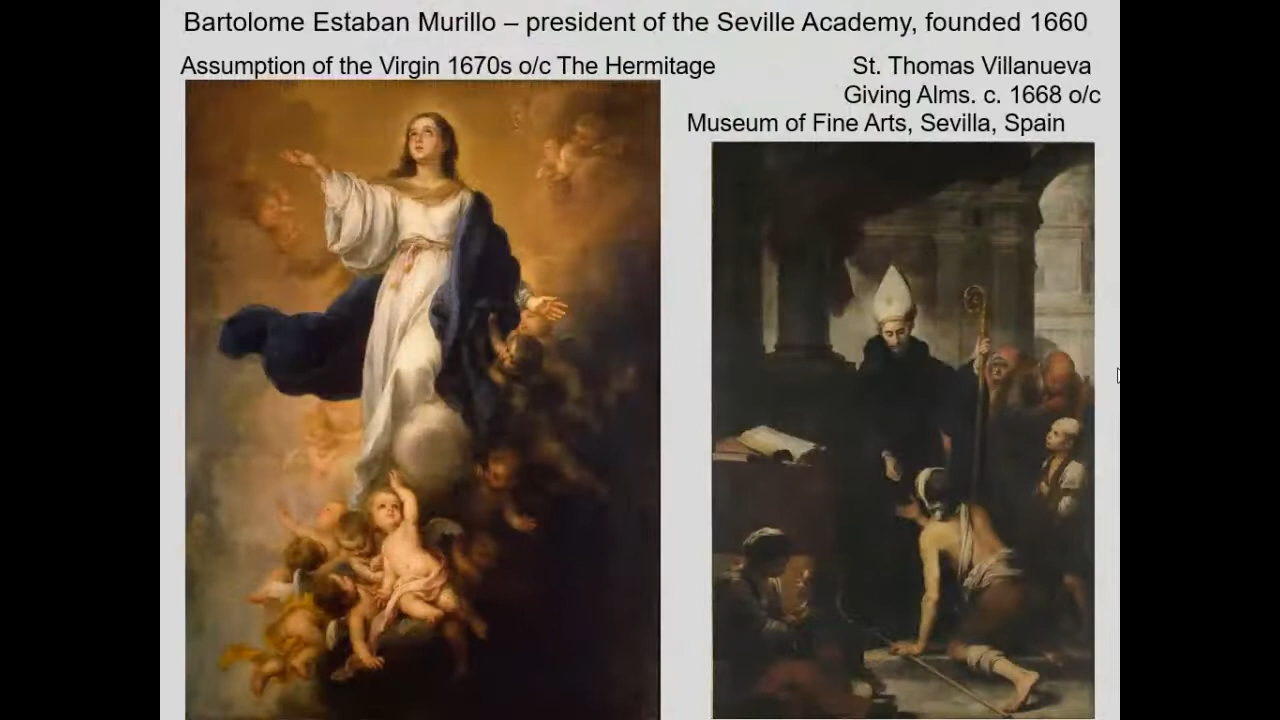 Bartolome Estaban Murillo – president of the Seville Academy, founded 1660
Assumption of the Virgin 1670s o/c The Hermitage
St. Thomas Villanueva
Giving Alms. c. 1668 o/c
Museum of Fine Arts, Sevilla, Spain